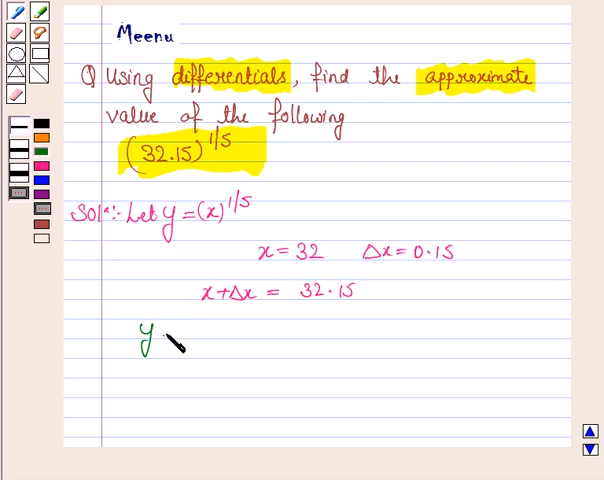 Meenu
Q Using differentials, find the approximate
value of the following
(32.15)^1/5
Solⁿ:- Let y = (x)^1/5
x = 32 Δx = 0.15
x+Δx = 32.15
y